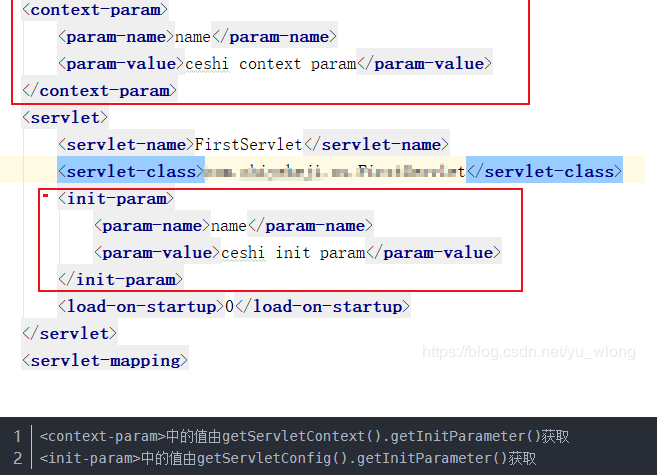 <context-param>
<param-name>name</param-name>
<param-value>ceshi context param</param-value>
</context-param>
<servlet>
<servlet-name>FirstServlet</servlet-name>
<servlet-class></servlet-class>
<init-param>
<param-name>name</param-name>
<param-value>ceshi init param</param-value>
</init-param>
<load-on-startup>0</load-on-startup>
</servlet>
<servlet-mapping>
https://blog.csdn.net/yu_wlong
1 <context-param>中的值由getServletContext().getInitParameter()获取
2 <init-param>中的值由getServletConfig().getInitParameter()获取